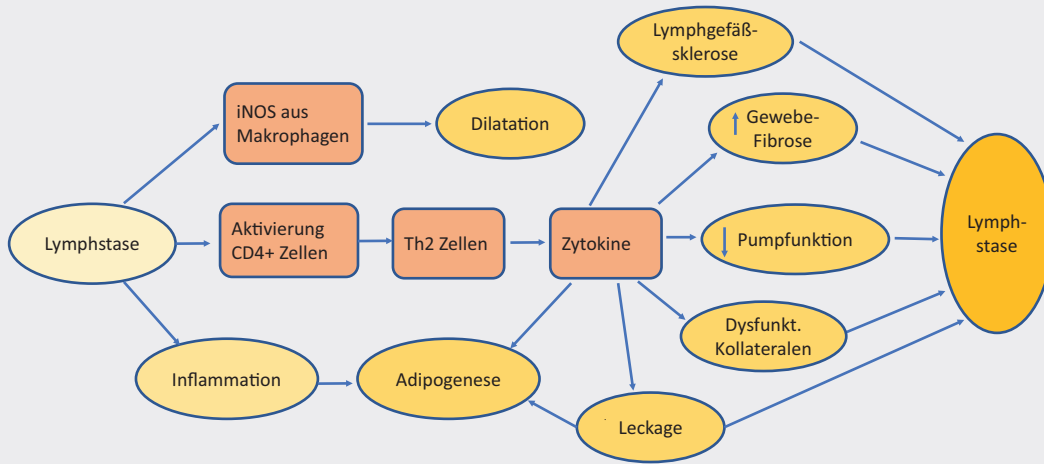 Lymphgefäß-
sklerose
iNOS aus
Makrophagen
Dilatation
Gewebe-
Fibrose
Lymphstase
Aktivierung
CD4+ Zellen
Th2 Zellen
Zytokine
Pumpfunktion
Lymph-
stase
Dysfunkt.
Kollateralen
Inflammation
Adipogenese
Leckage